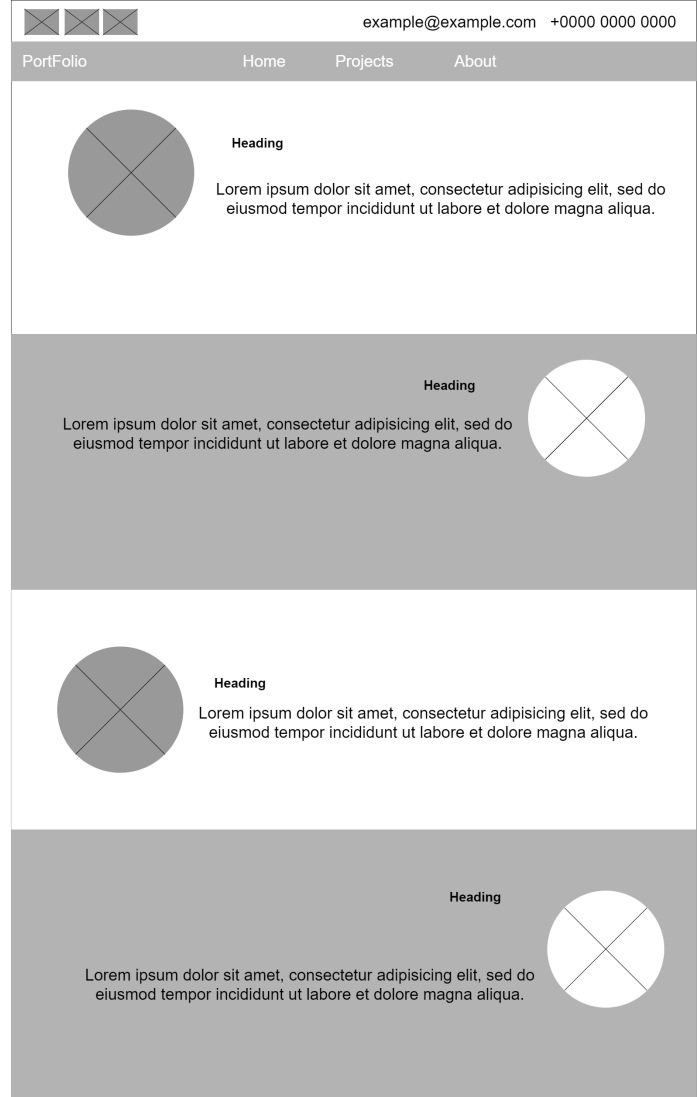 example@example.com +0000 0000 0000
PortFolio Home Projects About
Heading
Lorem ipsum dolor sit amet, consectetur adipisicing elit, sed do
eiusmod tempor incididunt ut labore et dolore magna aliqua.
Heading
Lorem ipsum dolor sit amet, consectetur adipisicing elit, sed do
eiusmod tempor incididunt ut labore et dolore magna aliqua.
Heading
Lorem ipsum dolor sit amet, consectetur adipisicing elit, sed do
eiusmod tempor incididunt ut labore et dolore magna aliqua.
Heading
Lorem ipsum dolor sit amet, consectetur adipisicing elit, sed do
eiusmod tempor incididunt ut labore et dolore magna aliqua.